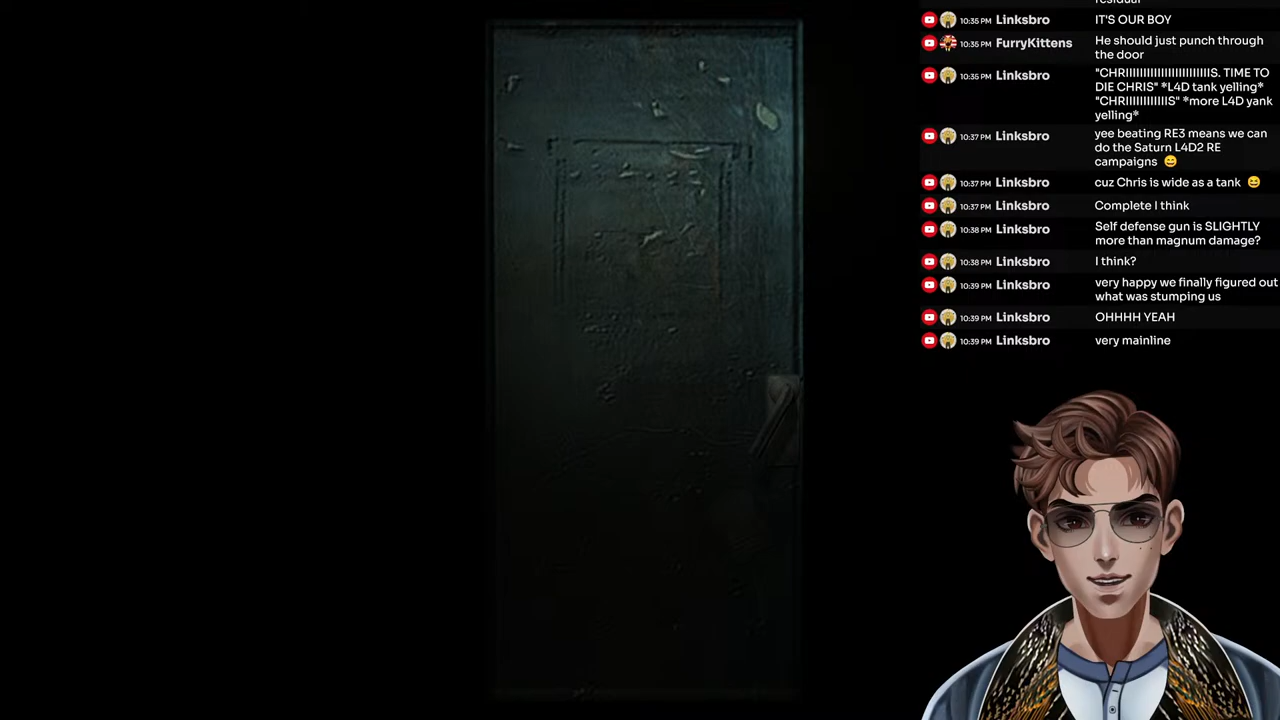 residual
10:35 PM Linksbro IT'S OUR BOY
10:35 PM FurryKittens He should just punch through
the door
10:35 PM Linksbro "CHRIIIIIIIIIIIIIIIIIIIIIIIIS. TIME TO
DIE CHRIS" *L4D tank yelling*
"CHRIIIIIIIIIIIIS" *more L4D yank
yelling*
10:37 PM Linksbro yee beating RE3 means we can
do the Saturn L4D2 RE
campaigns 😄
10:37 PM Linksbro cuz Chris is wide as a tank 😄
10:37 PM Linksbro Complete I think
10:38 PM Linksbro Self defense gun is SLIGHTLY
more than magnum damage?
10:38 PM Linksbro I think?
10:39 PM Linksbro very happy we finally figured out
what was stumping us
10:39 PM Linksbro OHHHH YEAH
10:39 PM Linksbro very mainline